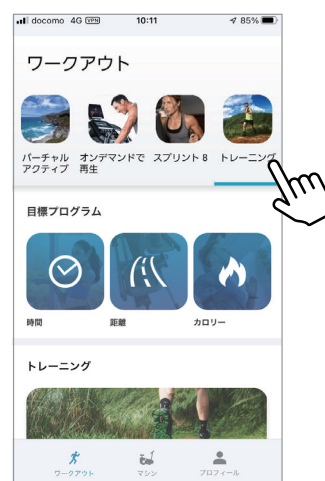 docomo 4G VPN 10:11 85%
ワークアウト
バーチャル アクティブ
オンデマンドで 再生
スプリント 8
トレーニング
目標プログラム
時間
距離
カロリー
トレーニング
ワークアウト
マシン
プロフィール